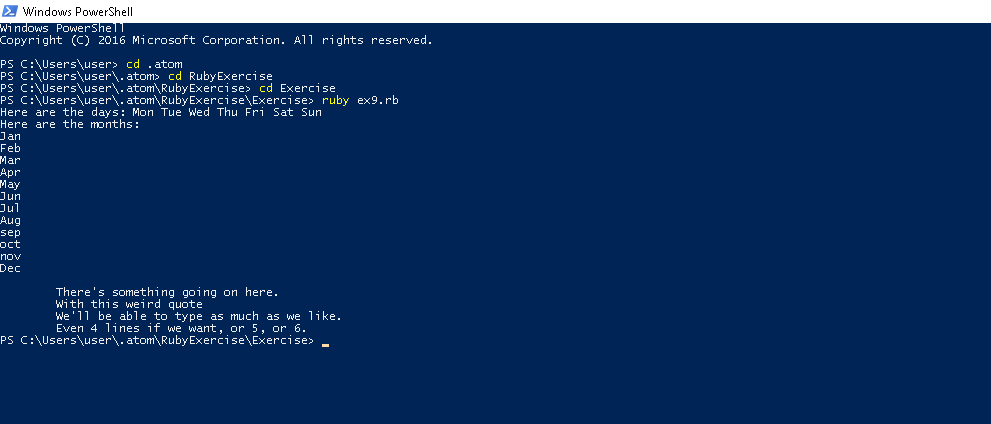 Windows PowerShell
Windows PowerShell
Copyright (C) 2016 Microsoft Corporation. All rights reserved.
PS C:\Users\user> cd .atom
PS C:\Users\user\.atom> cd RubyExercise
PS C:\Users\user\.atom\RubyExercise> cd Exercise
PS C:\Users\user\.atom\RubyExercise\Exercise> ruby ex9.rb
Here are the days: Mon Tue Wed Thu Fri Sat Sun
Here are the months:
Jan
Feb
Mar
Apr
May
Jun
Jul
Aug
sep
oct
nov
Dec
There's something going on here.
With this weird quote
We'll be able to type as much as we like.
Even 4 lines if we want, or 5, or 6.
PS C:\Users\user\.atom\RubyExercise\Exercise> _